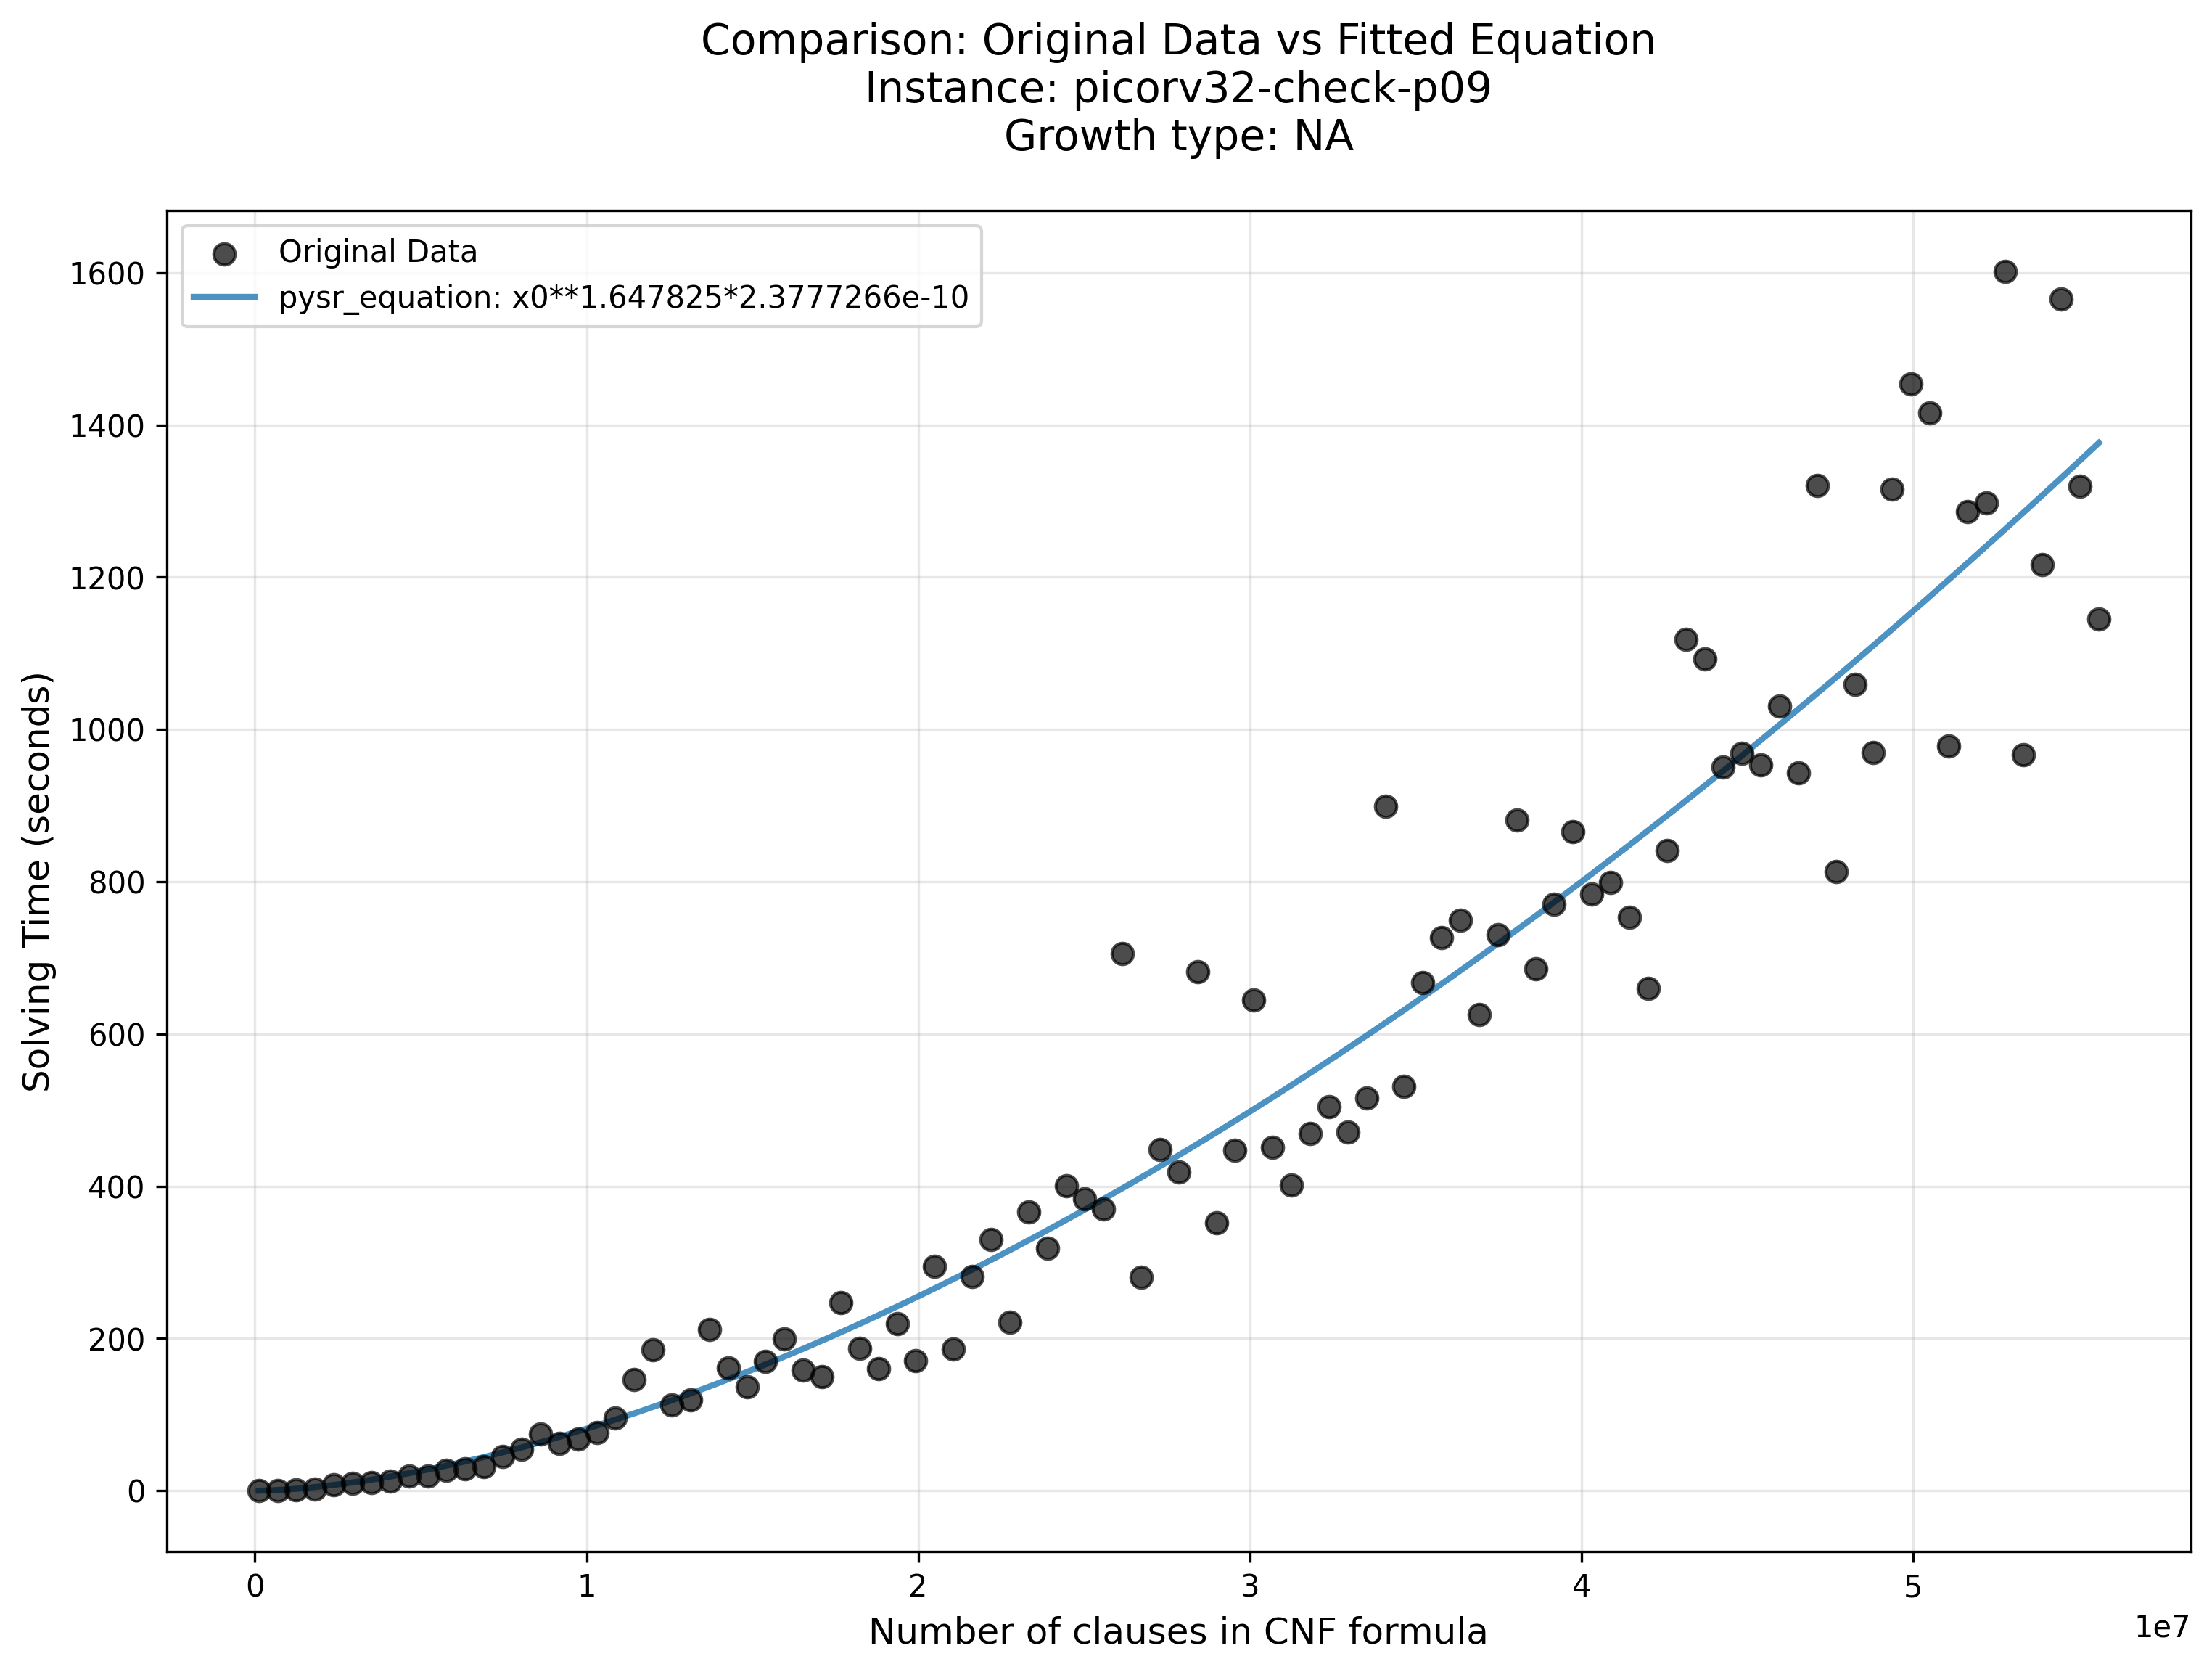 Comparison: Original Data vs Fitted Equation
Instance: picorv32-check-p09
Growth type: NA
Original Data
pysr_equation: x0**1.647825*2.3777266e-10
Solving Time (seconds)
1600
1400
1200
1000
800
600
400
200
0
0 1 2 3 4 5
1e7
Number of clauses in CNF formula